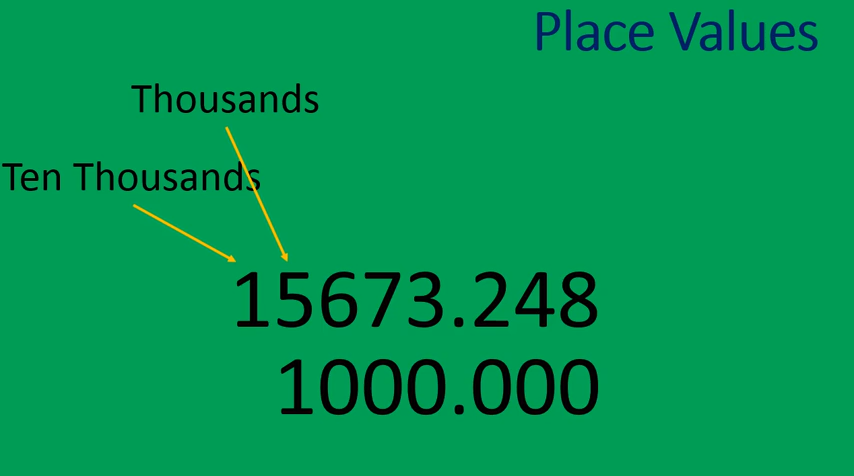 Place Values
Thousands
Ten Thousands
15673.248
1000.000